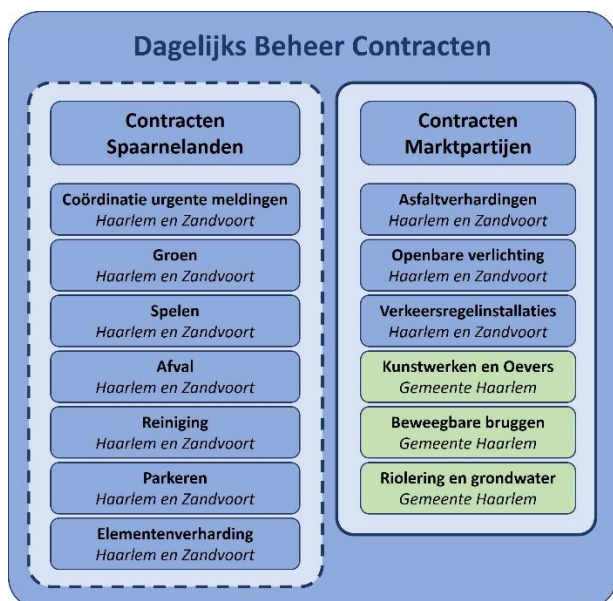 Dagelijks Beheer Contracten
Contracten
Spaarnelanden
Coördinatie urgente meldingen
Haarlem en Zandvoort
Groen
Haarlem en Zandvoort
Spelen
Haarlem en Zandvoort
Afval
Haarlem en Zandvoort
Reiniging
Haarlem en Zandvoort
Parkeren
Haarlem en Zandvoort
Elementenverharding
Haarlem en Zandvoort
Contracten
Marktpartijen
Asfaltverhardingen
Haarlem en Zandvoort
Openbare verlichting
Haarlem en Zandvoort
Verkeersregelinstallaties
Haarlem en Zandvoort
Kunstwerken en Oevers
Gemeente Haarlem
Beweegbare bruggen
Gemeente Haarlem
Riolering en grondwater
Gemeente Haarlem